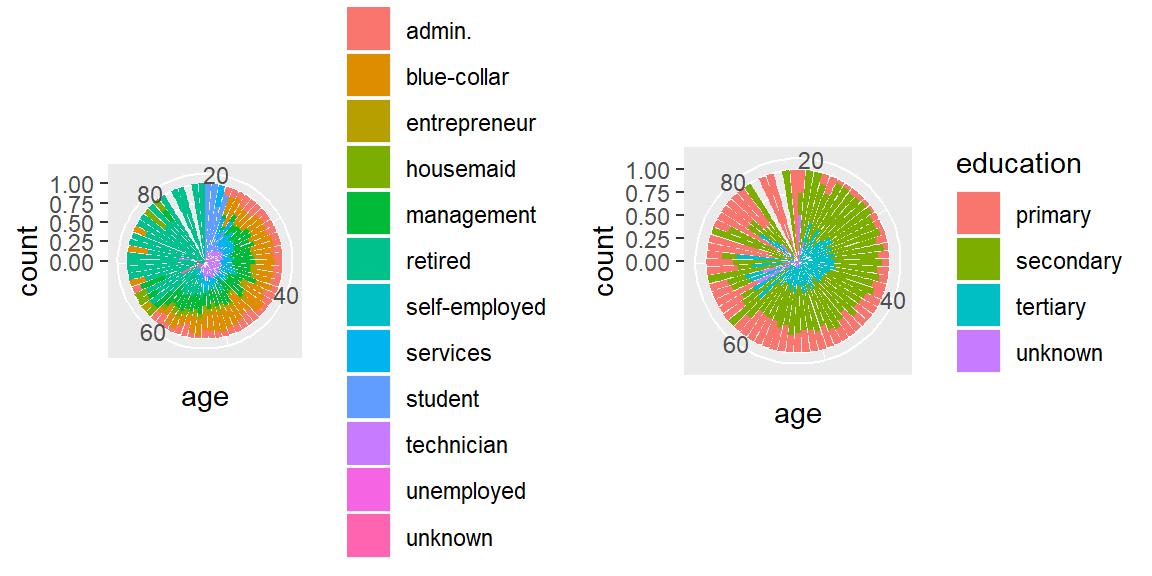 count
1.00
0.75
0.50
0.25
0.00
20
80
40
60
age
admin.
blue-collar
entrepreneur
housemaid
management
retired
self-employed
services
student
technician
unemployed
unknown
count
1.00
0.75
0.50
0.25
0.00
20
80
40
60
age
education
primary
secondary
tertiary
unknown